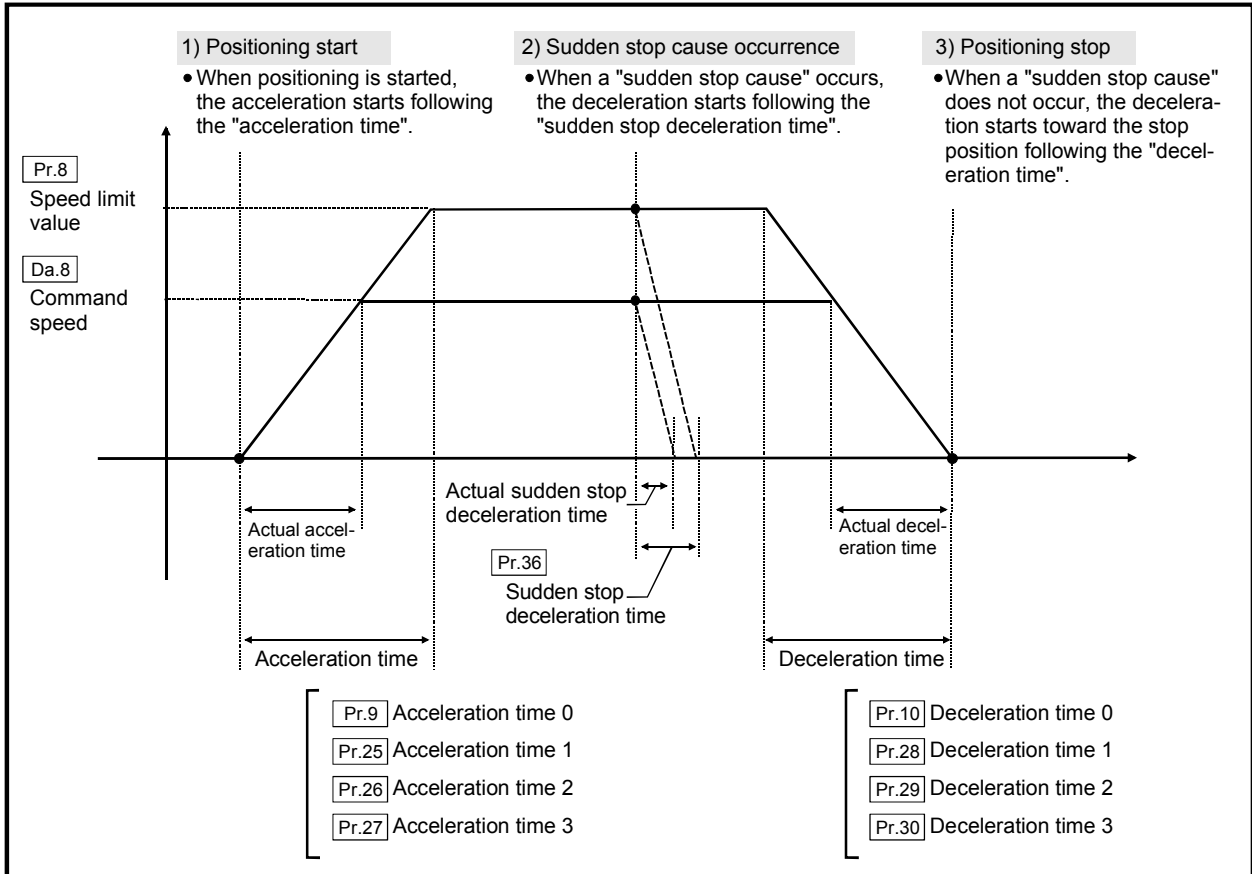 1) Positioning start
• When positioning is started,
the acceleration starts following
the "acceleration time".
2) Sudden stop cause occurrence
• When a "sudden stop cause" occurs,
the deceleration starts following the
"sudden stop deceleration time".
3) Positioning stop
• When a "sudden stop cause"
does not occur, the decelera-
tion starts toward the stop
position following the "decel-
eration time".
Pr.8
Speed limit
value
Da.8
Command
speed
Actual accel-
eration time
Actual sudden stop
deceleration time
Actual decel-
eration time
Pr.36
Sudden stop
deceleration time
Acceleration time
Deceleration time
Pr.9 Acceleration time 0
Pr.25 Acceleration time 1
Pr.26 Acceleration time 2
Pr.27 Acceleration time 3
Pr.10 Deceleration time 0
Pr.28 Deceleration time 1
Pr.29 Deceleration time 2
Pr.30 Deceleration time 3